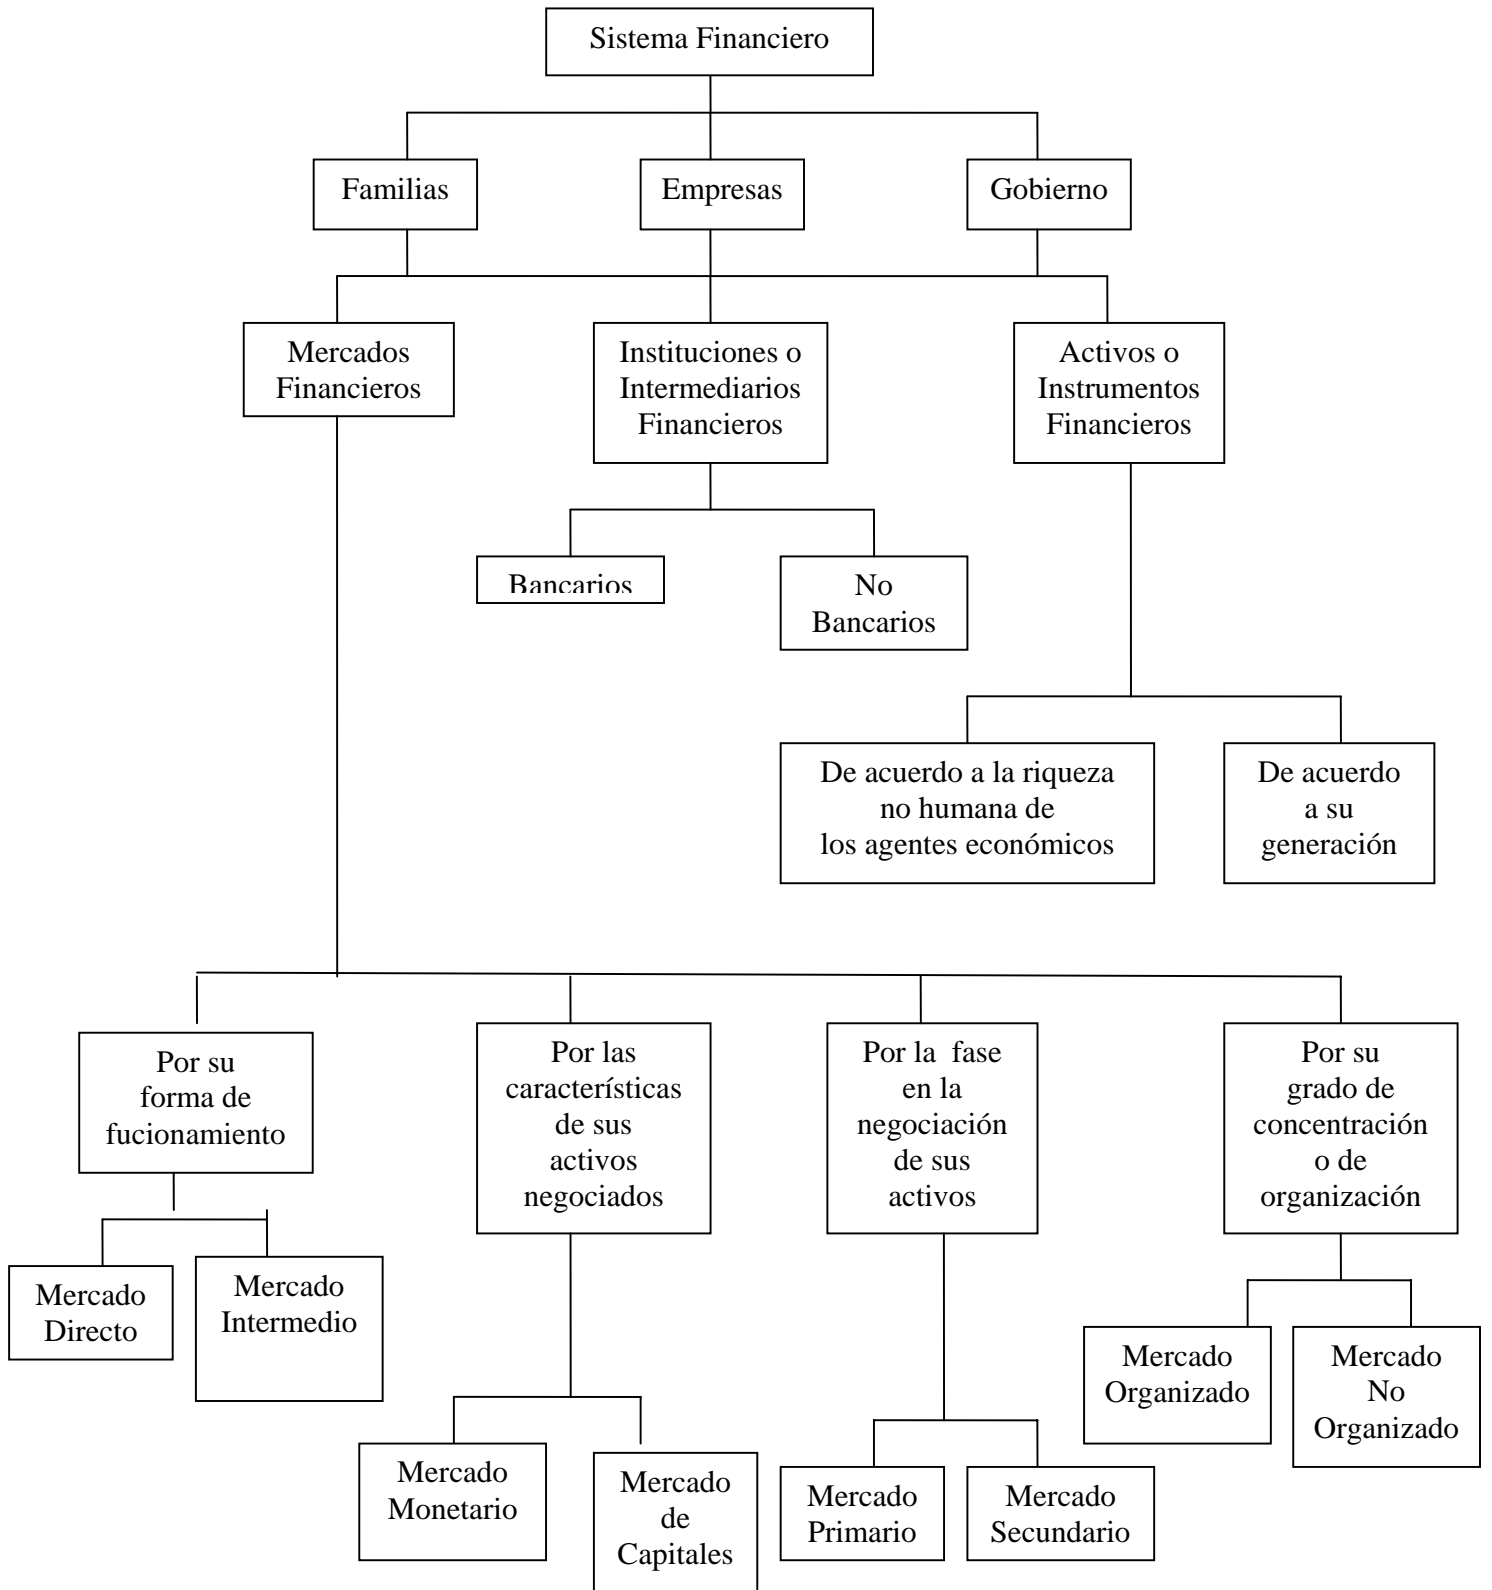 Sistema Financiero
Familias
Empresas
Gobierno
Mercados
Financieros
Instituciones o
Intermediarios
Financieros
Activos o
Instrumentos
Financieros
Bancarios
No
Bancarios
De acuerdo a la riqueza
no humana de
los agentes económicos
De acuerdo
a su
generación
Por su
forma de
fucionamiento
Por las
característícas
de sus
activos
negociados
Por la fase
en la
negociación
de sus
activos
Por su
grado de
concentración
o de
organización
Mercado
Directo
Mercado
Intermedio
Mercado
Organizado
Mercado
No
Organizado
Mercado
Monetario
Mercado
de
Capitales
Mercado
Primario
Mercado
Secundario